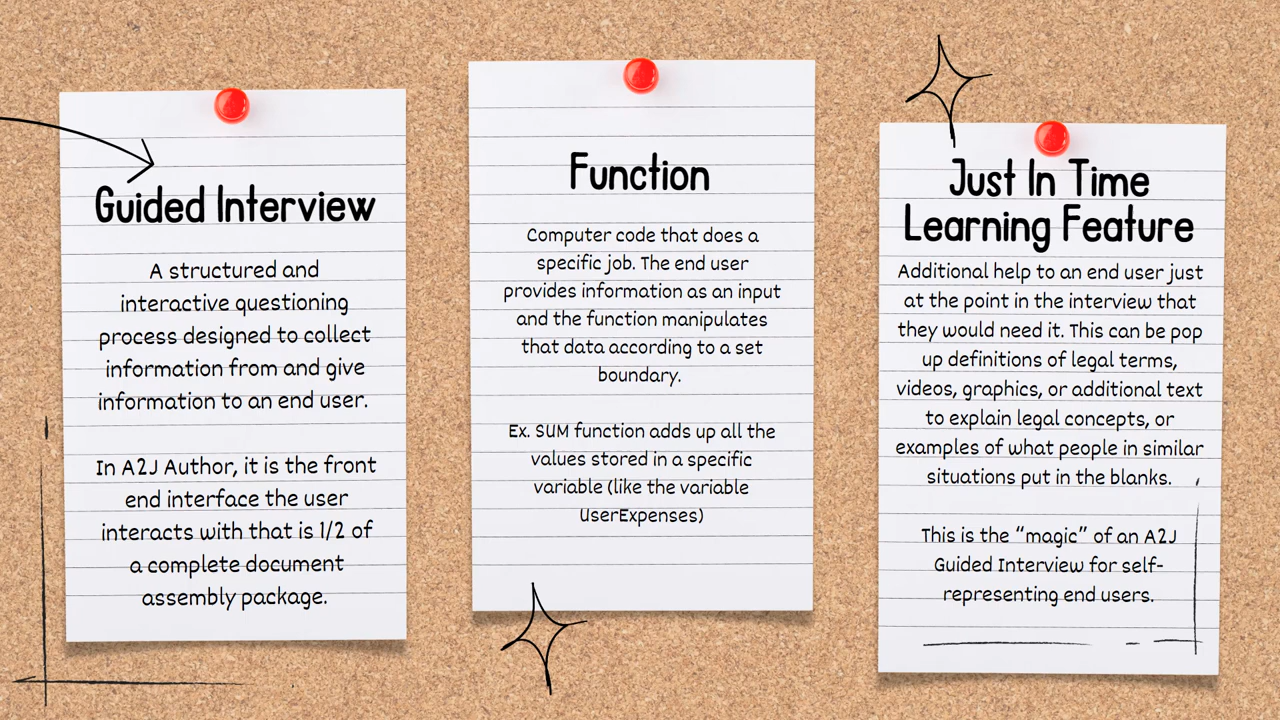 Guided Interview
A structured and
interactive questioning
process designed to collect
information from and give
information to an end user.
In A2J Author, it is the front
end interface the user
interacts with that is 1/2 of
a complete document
assembly package.
Function
Computer code that does a
specific job. The end user
provides information as an input
and the function manipulates
that data according to a set
boundary.
Ex. SUM function adds up all the
values stored in a specific
variable (like the variable
UserExpenses)
Just In Time
Learning Feature
Additional help to an end user just
at the point in the interview that
they would need it. This can be pop
up definitions of legal terms,
videos, graphics, or additional text
to explain legal concepts, or
examples of what people in similar
situations put in the blanks.
This is the “magic” of an A2J
Guided Interview for self-
representing end users.